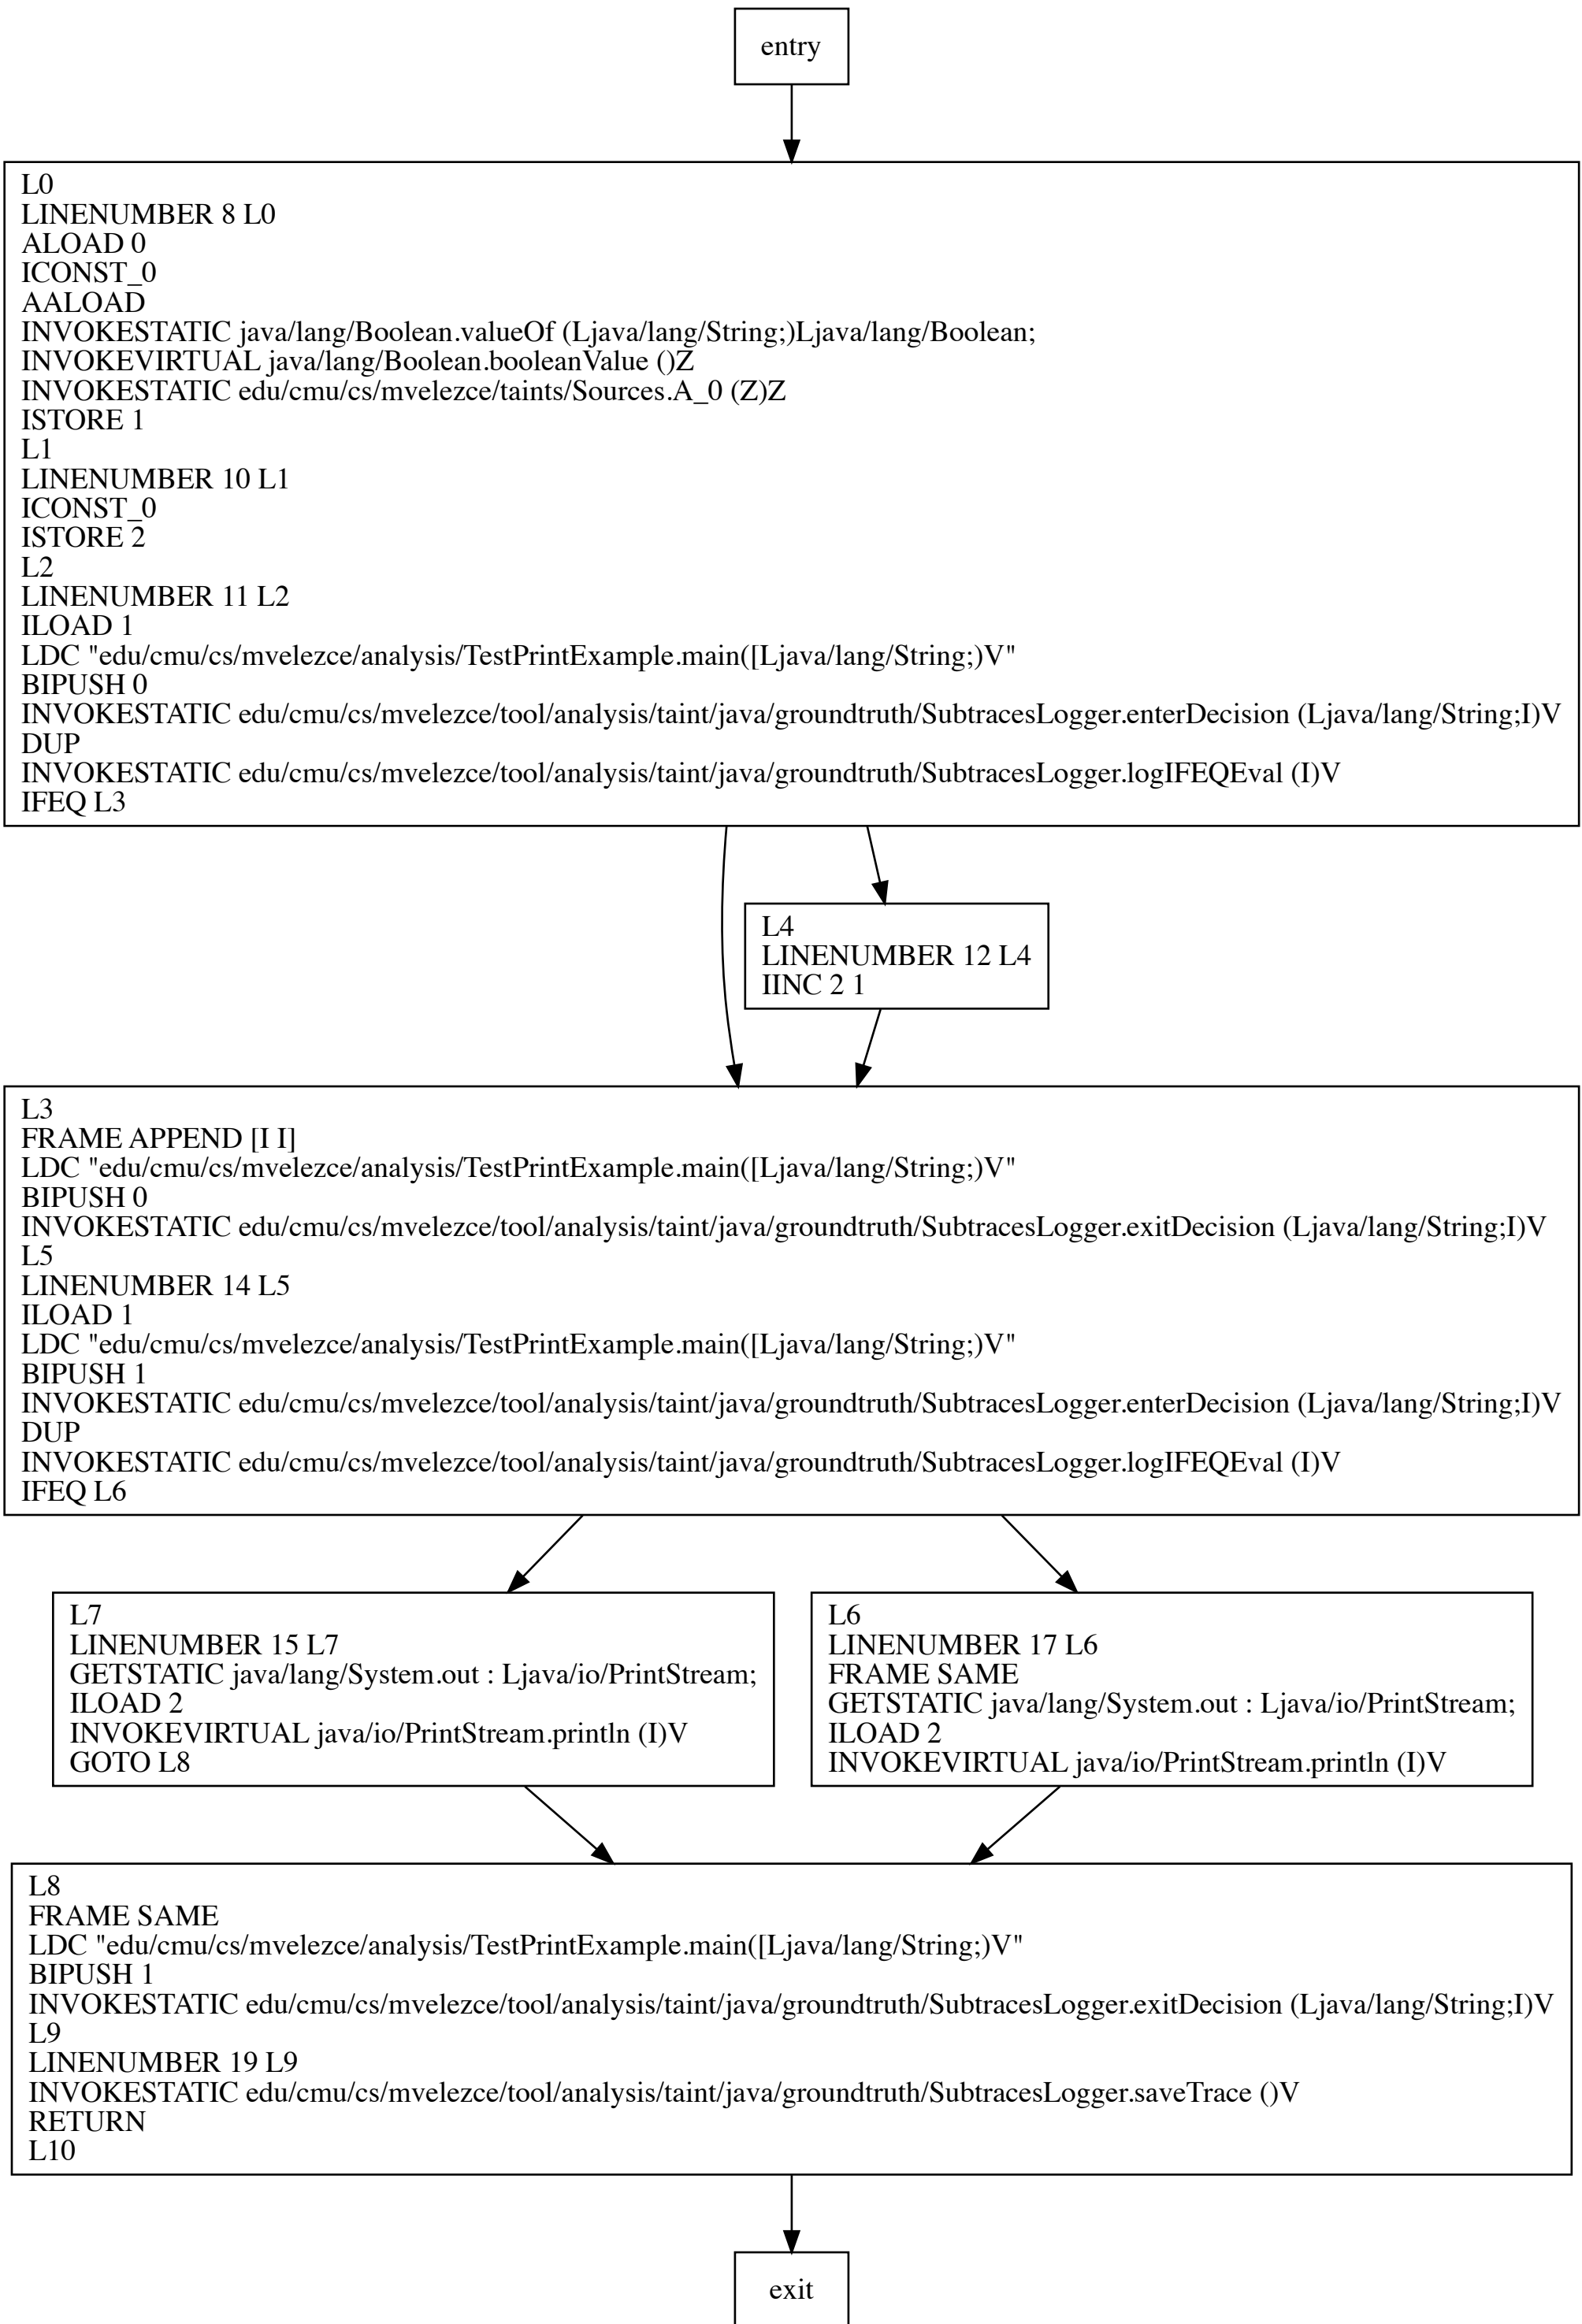 entry
L0
LINENUMBER 8 L0
ALOAD 0
ICONST_0
AALOAD
INVOKESTATIC java/lang/Boolean.valueOf (Ljava/lang/String;)Ljava/lang/Boolean;
INVOKEVIRTUAL java/lang/Boolean.booleanValue ()Z
INVOKESTATIC edu/cmu/cs/mvelezce/taints/Sources.A_0 (Z)Z
ISTORE 1
L1
LINENUMBER 10 L1
ICONST_0
ISTORE 2
L2
LINENUMBER 11 L2
ILOAD 1
LDC "edu/cmu/cs/mvelezce/analysis/TestPrintExample.main([Ljava/lang/String;)V"
BIPUSH 0
INVOKESTATIC edu/cmu/cs/mvelezce/tool/analysis/taint/java/groundtruth/SubtracesLogger.enterDecision (Ljava/lang/String;I)V
DUP
INVOKESTATIC edu/cmu/cs/mvelezce/tool/analysis/taint/java/groundtruth/SubtracesLogger.logIFEQEval (I)V
IFEQ L3
L4
LINENUMBER 12 L4
IINC 2 1
L3
FRAME APPEND [I I]
LDC "edu/cmu/cs/mvelezce/analysis/TestPrintExample.main([Ljava/lang/String;)V"
BIPUSH 0
INVOKESTATIC edu/cmu/cs/mvelezce/tool/analysis/taint/java/groundtruth/SubtracesLogger.exitDecision (Ljava/lang/String;I)V
L5
LINENUMBER 14 L5
ILOAD 1
LDC "edu/cmu/cs/mvelezce/analysis/TestPrintExample.main([Ljava/lang/String;)V"
BIPUSH 1
INVOKESTATIC edu/cmu/cs/mvelezce/tool/analysis/taint/java/groundtruth/SubtracesLogger.enterDecision (Ljava/lang/String;I)V
DUP
INVOKESTATIC edu/cmu/cs/mvelezce/tool/analysis/taint/java/groundtruth/SubtracesLogger.logIFEQEval (I)V
IFEQ L6
L7
LINENUMBER 15 L7
GETSTATIC java/lang/System.out : Ljava/io/PrintStream;
ILOAD 2
INVOKEVIRTUAL java/io/PrintStream.println (I)V
GOTO L8
L6
LINENUMBER 17 L6
FRAME SAME
GETSTATIC java/lang/System.out : Ljava/io/PrintStream;
ILOAD 2
INVOKEVIRTUAL java/io/PrintStream.println (I)V
L8
FRAME SAME
LDC "edu/cmu/cs/mvelezce/analysis/TestPrintExample.main([Ljava/lang/String;)V"
BIPUSH 1
INVOKESTATIC edu/cmu/cs/mvelezce/tool/analysis/taint/java/groundtruth/SubtracesLogger.exitDecision (Ljava/lang/String;I)V
L9
LINENUMBER 19 L9
INVOKESTATIC edu/cmu/cs/mvelezce/tool/analysis/taint/java/groundtruth/SubtracesLogger.saveTrace ()V
RETURN
L10
exit